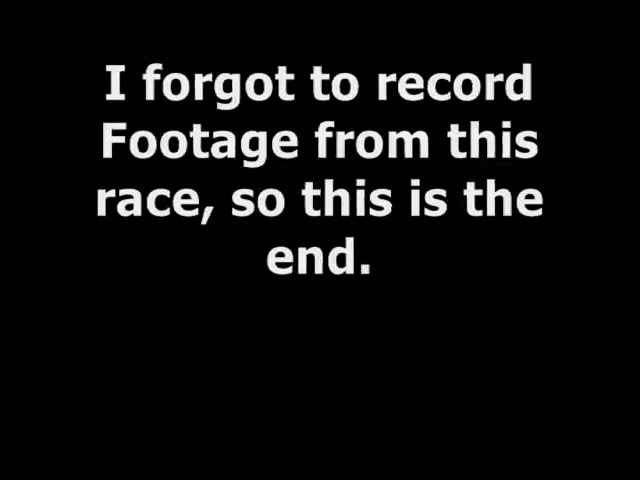 I forgot to record
Footage from this
race, so this is the
end.